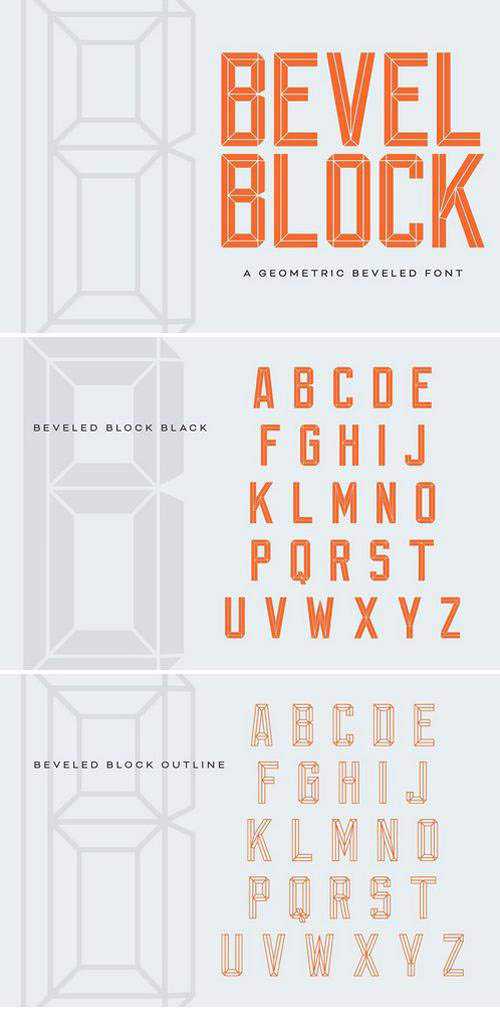 BEVEL
BLOCK
A GEOMETRIC BEVELED FONT
BEVELED BLOCK BLACK
A B C D E
F G H I J
K L M N O
P Q R S T
U V W X Y Z
BEVELED BLOCK OUTLINE
A B C D E
F G H I J
K L M N O
P Q R S T
U V W X Y Z